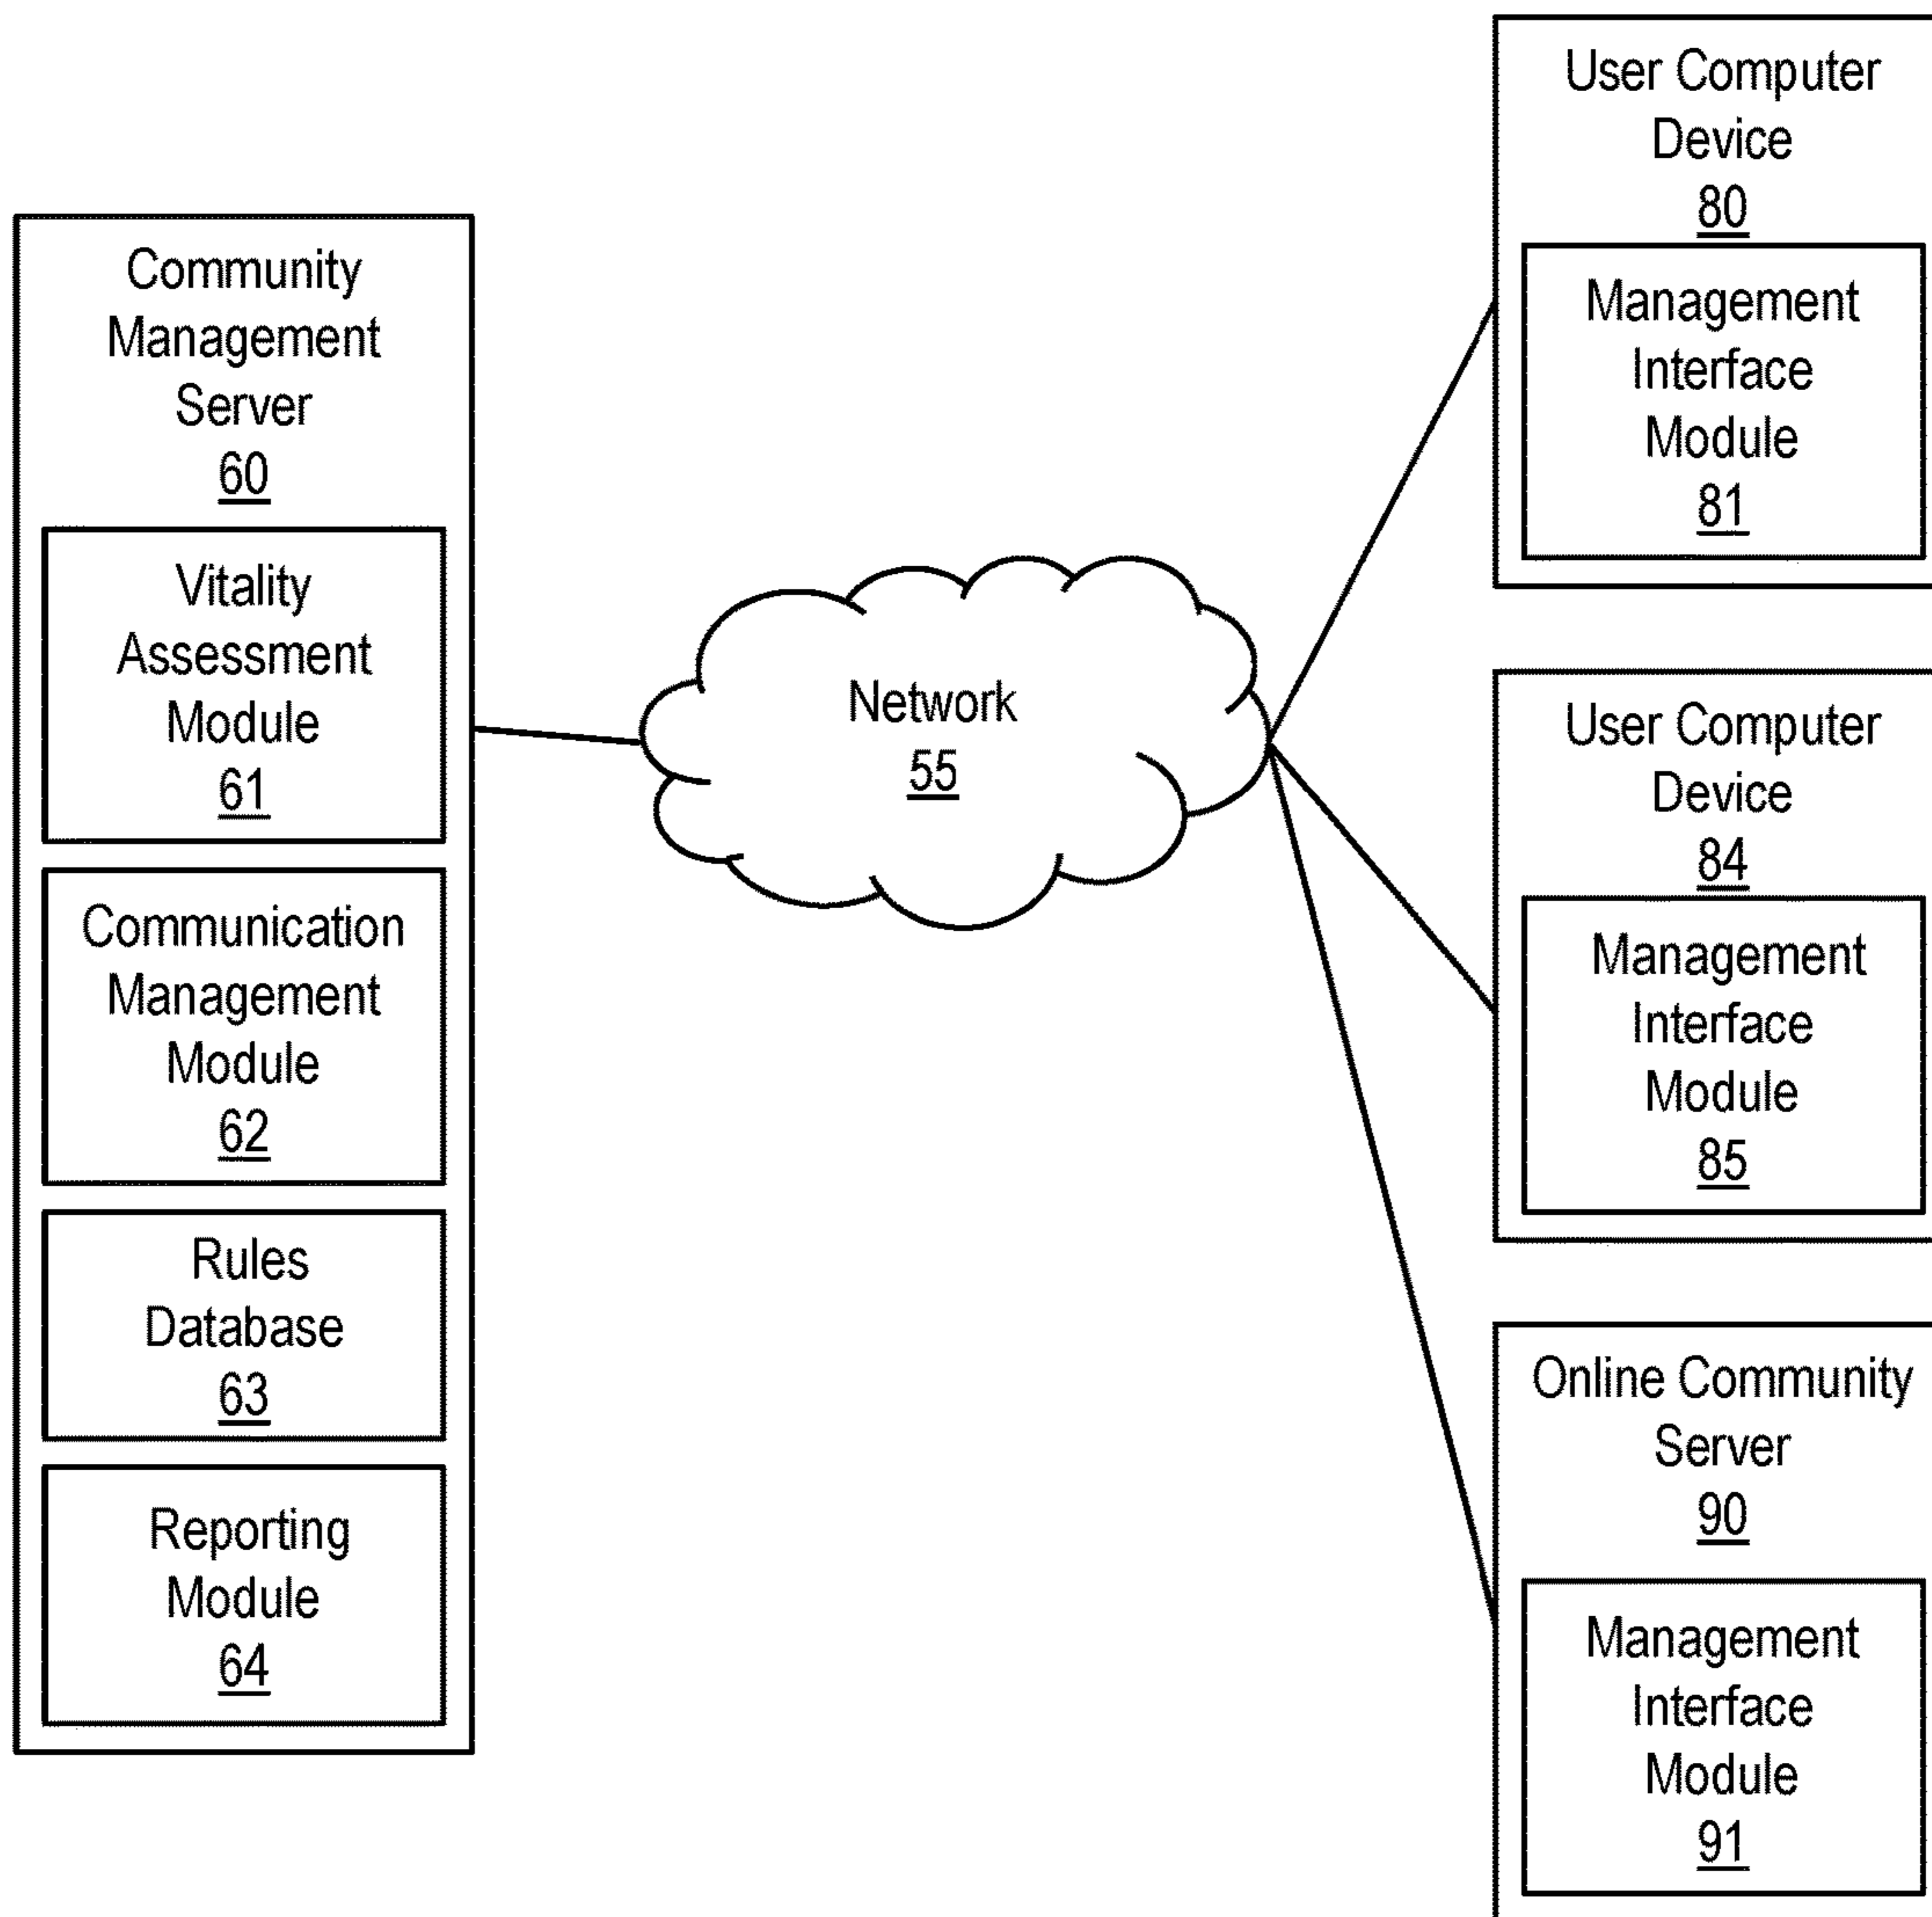 Community
Management
Server
60
Vitality
Assessment
Module
61
Communication
Management
Module
62
Rules
Database
63
Reporting
Module
64
Network
55
User Computer
Device
80
Management
Interface
Module
81
User Computer
Device
84
Management
Interface
Module
85
Online Community
Server
90
Management
Interface
Module
91